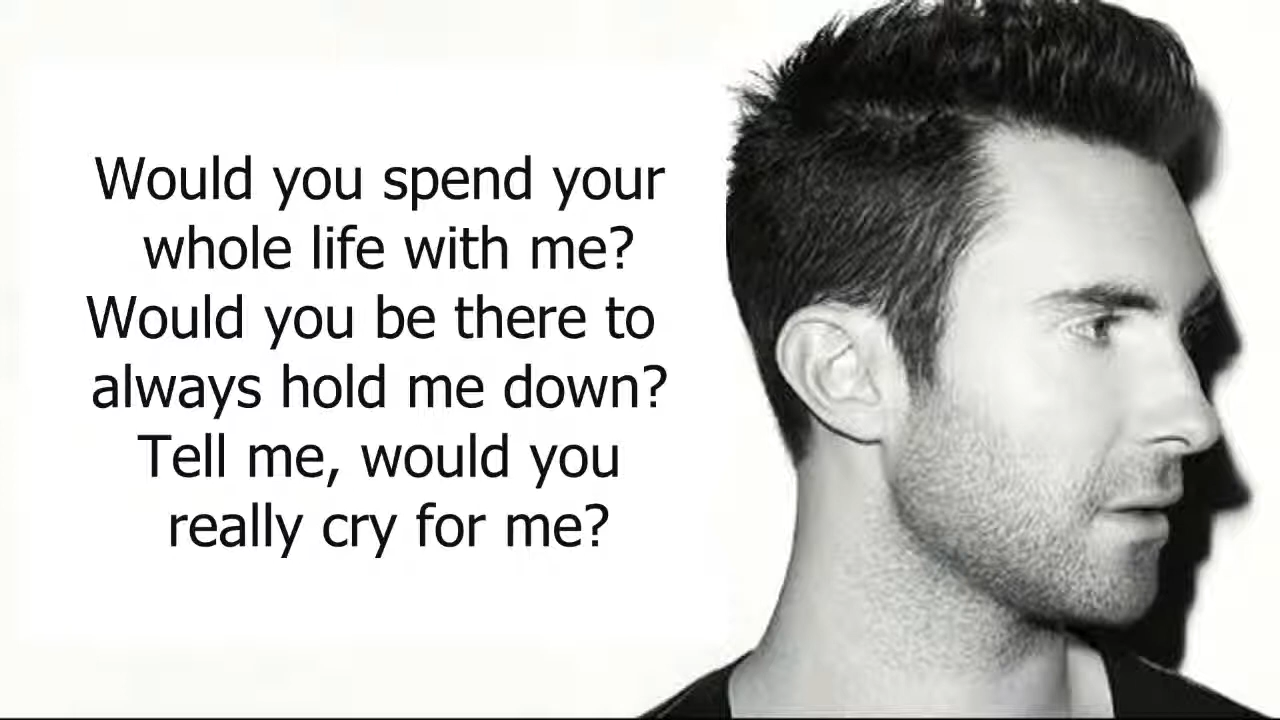 Would you spend your
whole life with me?
Would you be there to
always hold me down?
Tell me, would you
really cry for me?